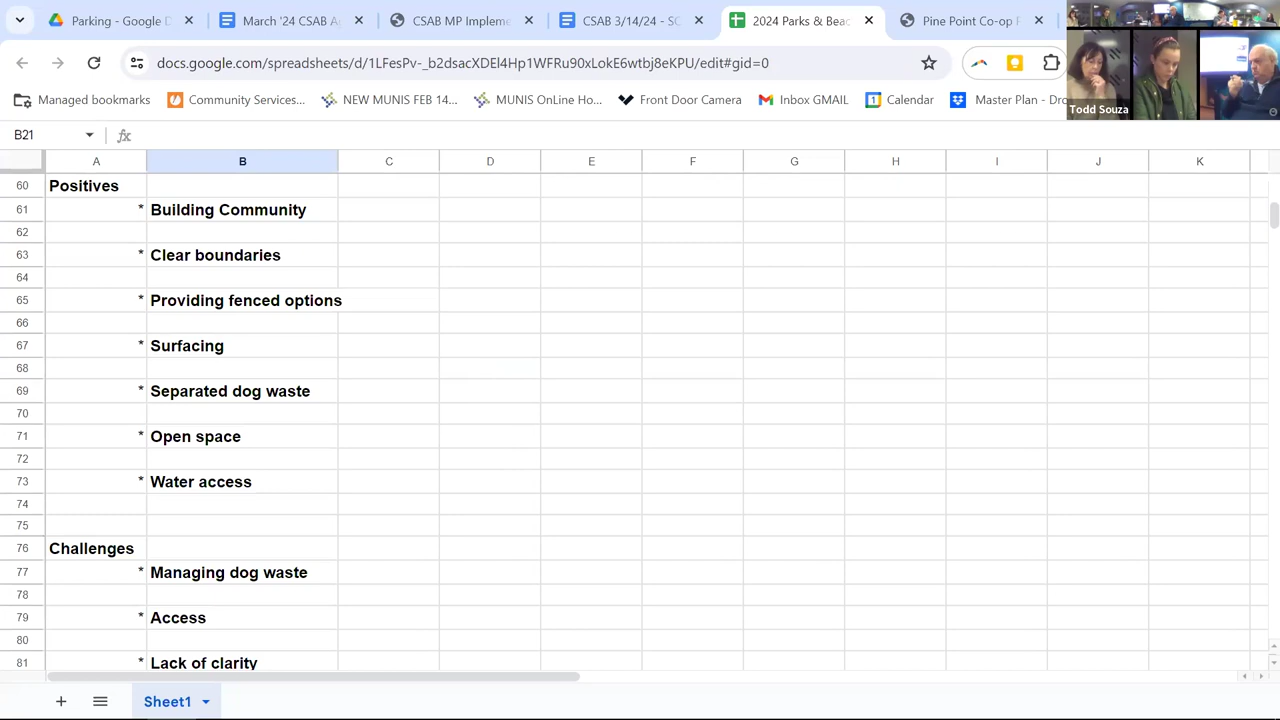 Parking - Google D
March '24 CSAB A
CSAB MP Implem
CSAB 3/14/24 - SC
2024 Parks & Beac
Pine Point Co-op F
docs.google.com/spreadsheets/d/1LFesPV-_b2dsacXDEl4Hp1WFRu90xLokE6wtbj8eKPU/edit#gid=0
Managed bookmarks
Community Services...
NEW MUNIS FEB 14...
MUNIS OnLine Ho...
Front Door Camera
Inbox GMAIL
Calendar
Master Plan - Dro
Todd Souza
B21
fx
A B C D E F G H I J K
60 Positives
61 * Building Community
62
63 * Clear boundaries
64
65 * Providing fenced options
66
67 * Surfacing
68
69 * Separated dog waste
70
71 * Open space
72
73 * Water access
74
75
76 Challenges
77 * Managing dog waste
78
79 * Access
80
81 * Lack of clarity
Sheet1